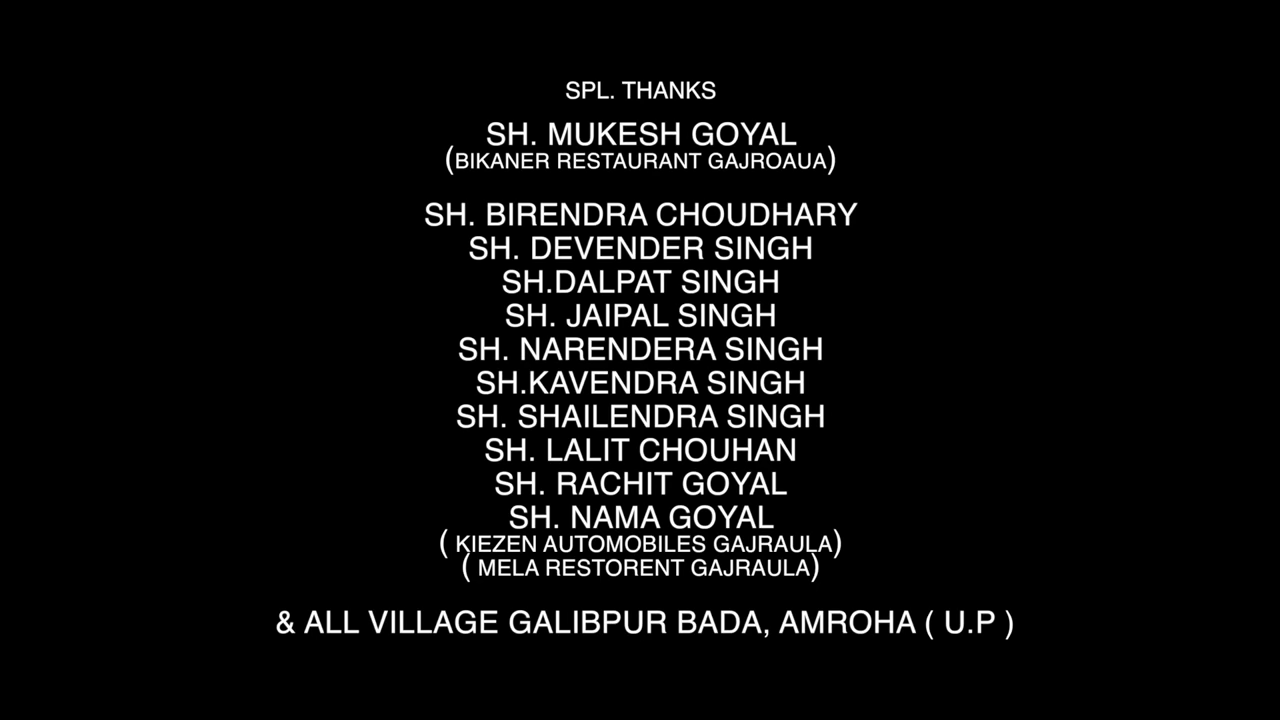 SPL. THANKS
SH. MUKESH GOYAL
(BIKANER RESTAURANT GAJROAUA)
SH. BIRENDRA CHOUDHARY
SH. DEVENDER SINGH
SH.DALPAT SINGH
SH. JAIPAL SINGH
SH. NARENDERA SINGH
SH.KAVENDRA SINGH
SH. SHAILENDRA SINGH
SH. LALIT CHOUHAN
SH. RACHIT GOYAL
SH. NAMA GOYAL
( KIEZEN AUTOMOBILES GAJRAULA)
( MELA RESTORENT GAJRAULA)
& ALL VILLAGE GALIBPUR BADA, AMROHA ( U.P )